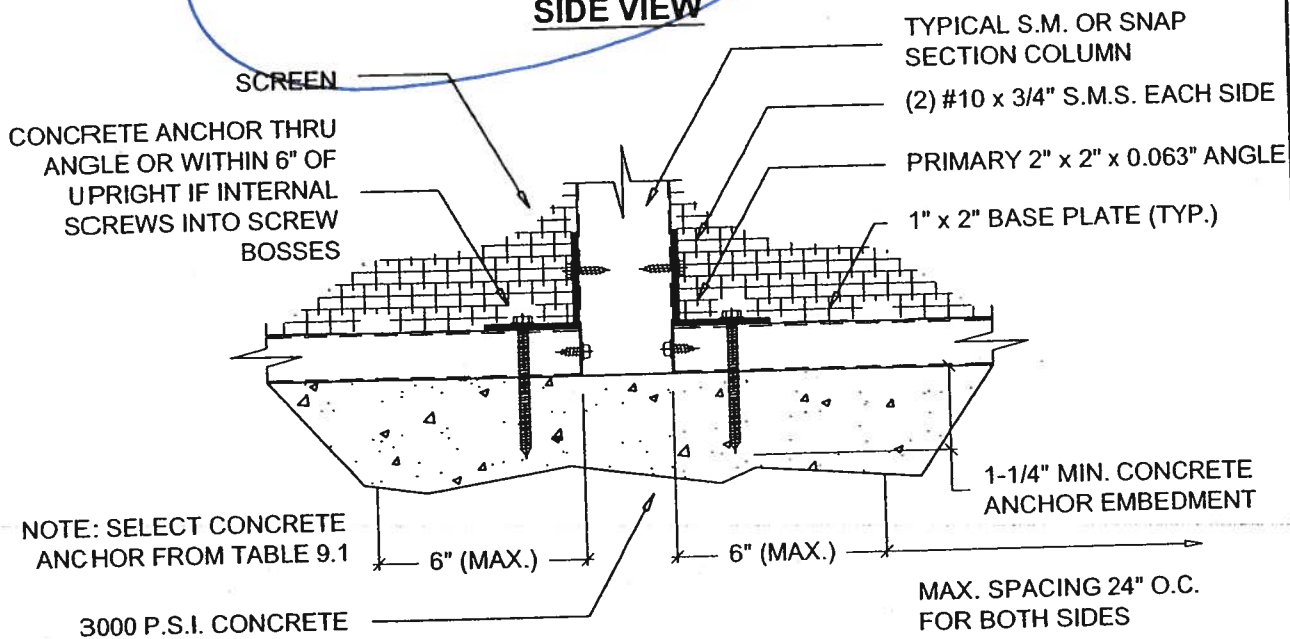 SIDE VIEW
SCREEN
CONCRETE ANCHOR THRU
ANGLE OR WITHIN 6" OF
UPRIGHT IF INTERNAL
SCREWS INTO SCREW
BOSSES
TYPICAL S.M. OR SNAP
SECTION COLUMN
(2) #10 x 3/4" S.M.S. EACH SIDE
PRIMARY 2" x 2" x 0.063" ANGLE
1" x 2" BASE PLATE (TYP.)
1-1/4" MIN. CONCRETE
ANCHOR EMBEDMENT
NOTE: SELECT CONCRETE
ANCHOR FROM TABLE 9.1
6" (MAX.)
6" (MAX.)
MAX. SPACING 24" O.C.
FOR BOTH SIDES
3000 P.S.I. CONCRETE